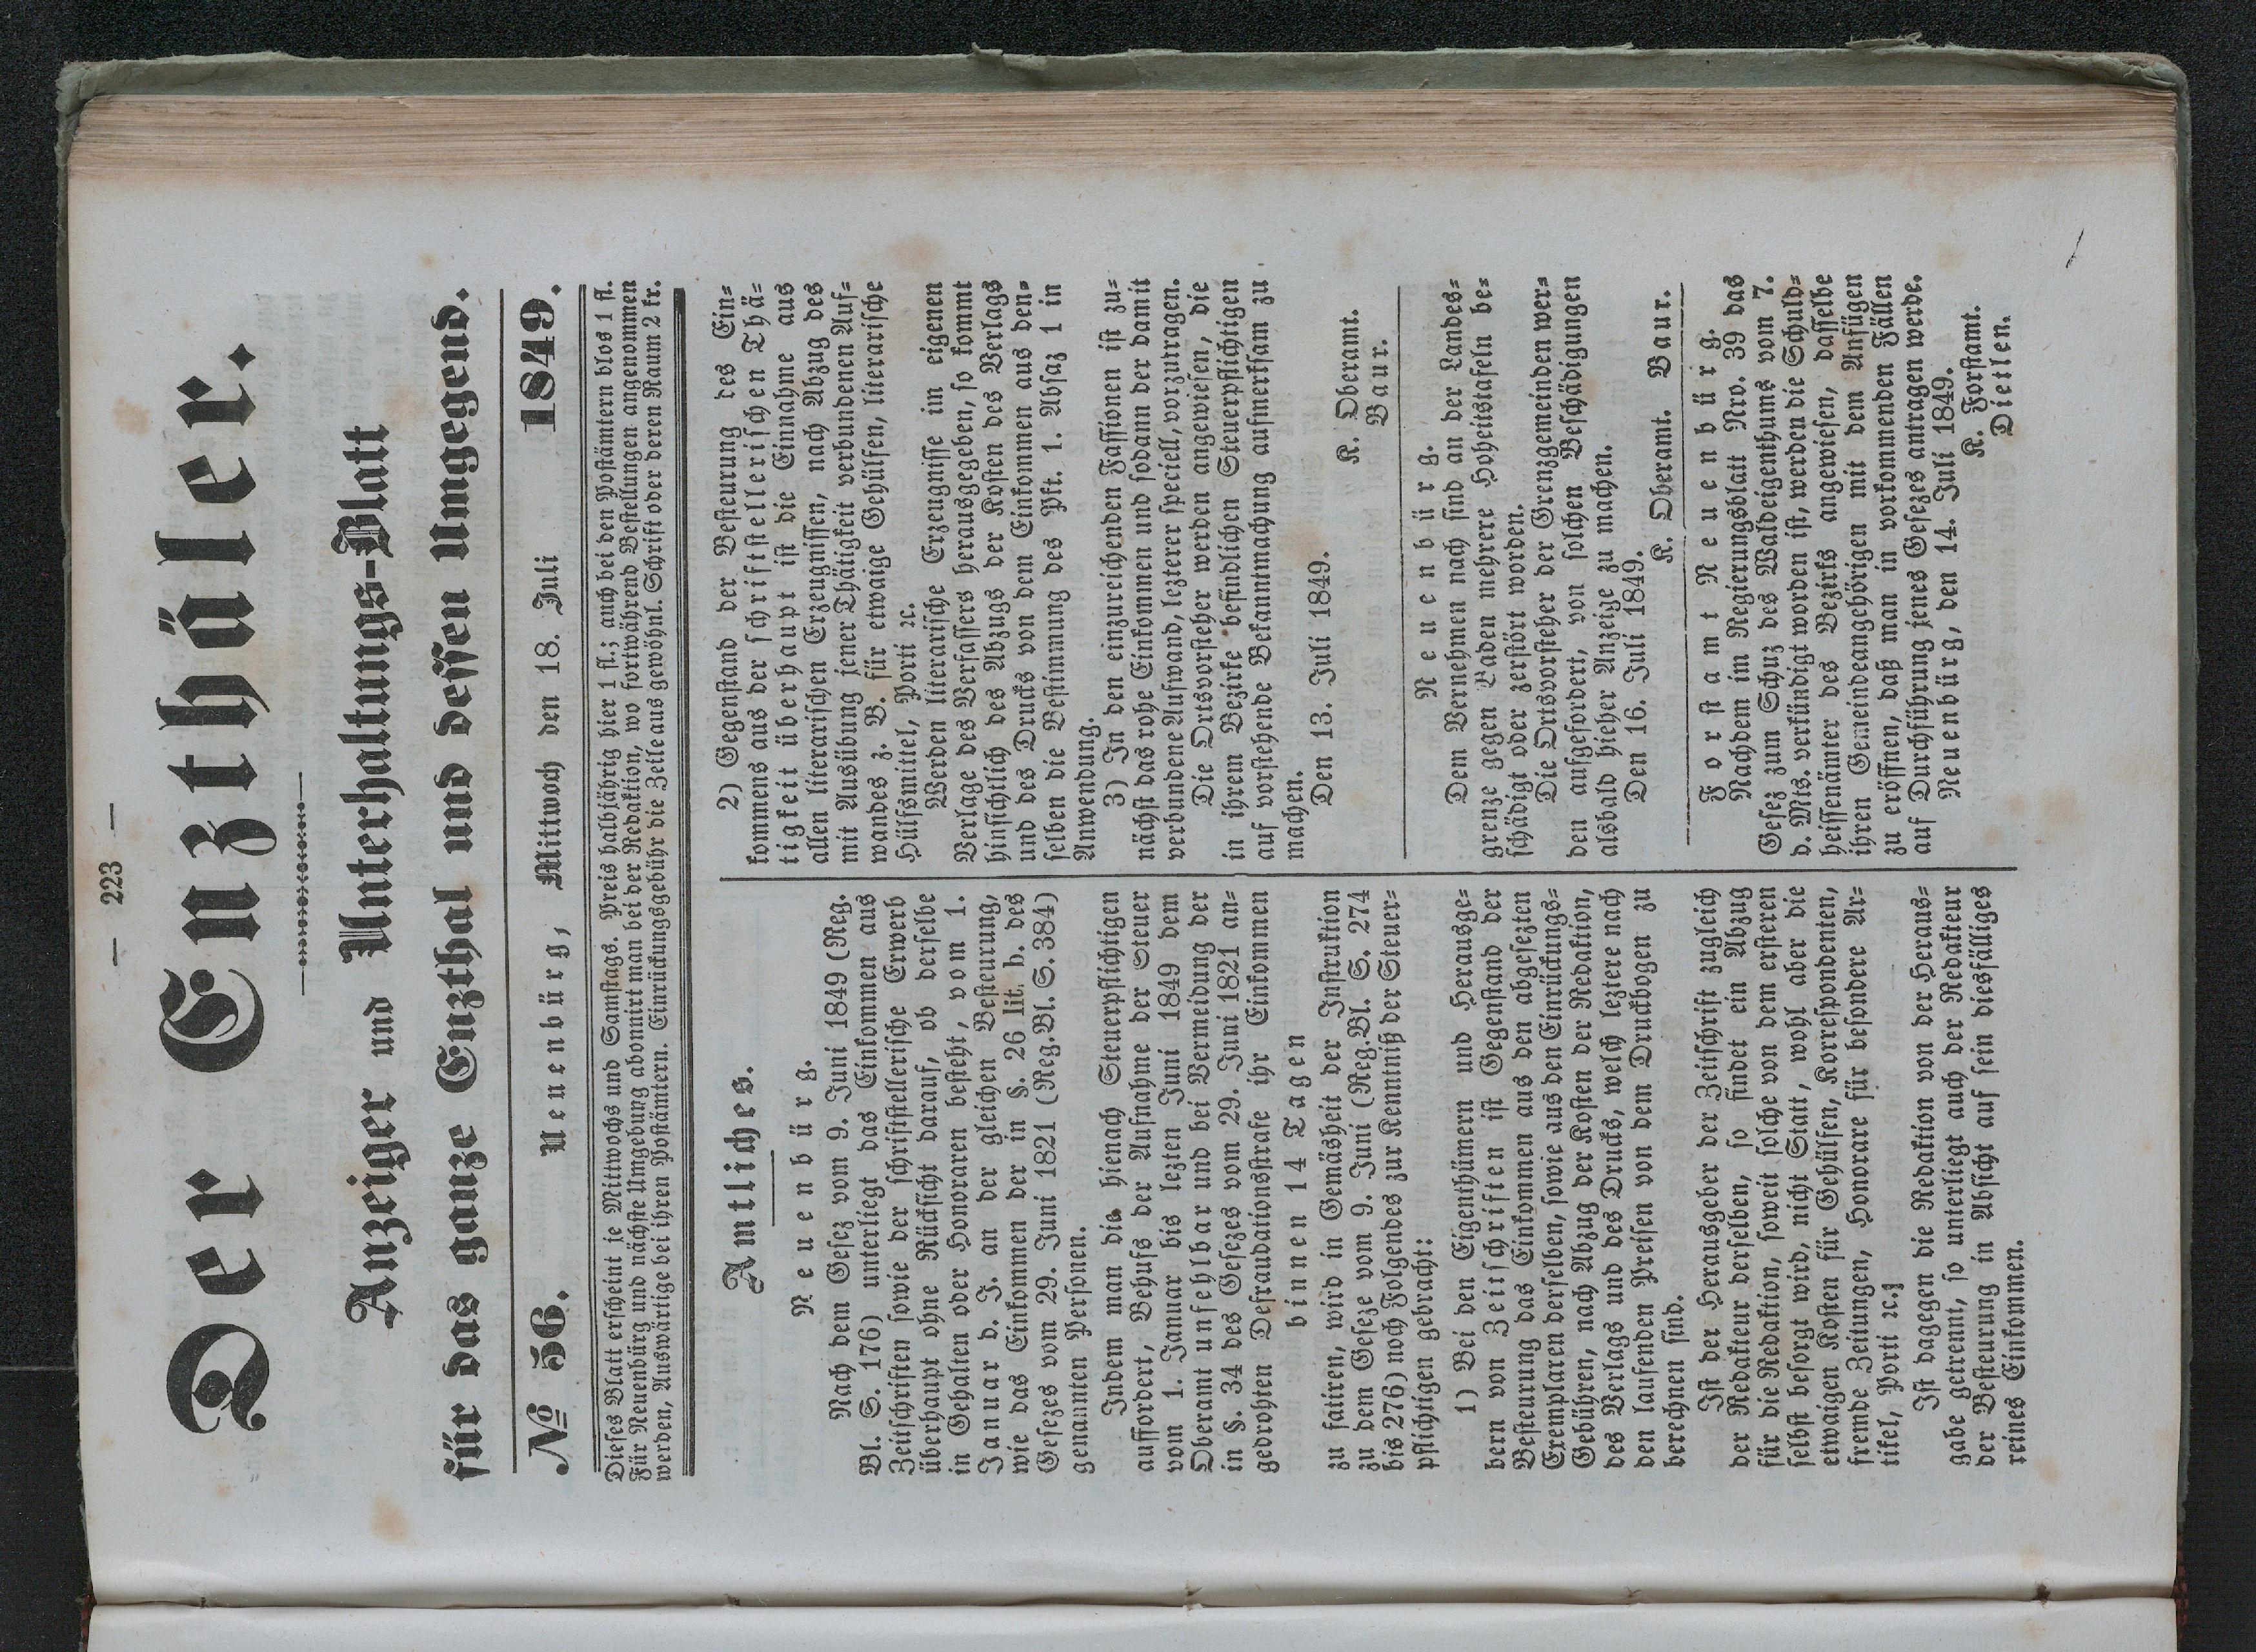 — 223 —
Der Enzthäler.
Anzeiger und Unterhaltungs-Blatt
für das ganze Enzthal und dessen Umgegend.
No 56. Neuenbürg, Mittwoch den 18. Juli 1849.
Dieses Blatt erscheint je Mittwochs und Samstags. Preis halbjährig hier 1 fl.; auch bei den Postämtern blos 1 fl.
Für Neuenbürg und nächste Umgebung abonnirt man bei der Redaktion, wo fortwährend Bestellungen angenommen
werden, Auswärtige bei ihren Postämtern. Einrückungsgebühr die Zeile aus gewöhnl. Schrift oder deren Raum 2 kr.
Amtliches.
Neuenbürg.
Nach dem Gesez vom 9. Juni 1849 (Reg.
Bl. S. 176) unterliegt das Einkommen aus
Zeitschriften sowie der schriftstellerische Erwerb
überhaupt ohne Rücksicht darauf, ob derselbe
in Gehalten oder Honoraren besteht, vom 1.
Januar d. J. an der gleichen Besteurung,
wie das Einkommen der in §. 26 lit. b. des
Gesezes vom 29. Juni 1821 (Reg.Bl. S. 384)
genannten Personen.
Indem man die hienach Steuerpflichtigen
auffordert, Behufs der Aufnahme der Steuer
vom 1. Januar bis lezten Juni 1849 dem
Oberamt unfehlbar und bei Vermeidung der
in §. 34 des Gesezes vom 29. Juni 1821 an-
gedrohten Defraudationsstrafe ihr Einkommen
binnen 14 Tagen
zu fatiren, wird in Gemäsheit der Instruktion
zu dem Geseze vom 9. Juni (Reg.Bl. S. 274
bis 276) noch Folgendes zur Kenntniß der Steuer-
pflichtigen gebracht:
1) Bei den Eigenthümern und Herausge-
bern von Zeitschriften ist Gegenstand der
Besteurung das Einkommen aus den abgesezten
Exemplaren derselben, sowie aus den Einrückungs-
Gebühren, nach Abzug der Kosten der Redaktion,
des Verlags und des Drucks, welch leztere nach
den laufenden Preisen von dem Druckbogen zu
berechnen sind.
Ist der Herausgeber der Zeitschrift zugleich
der Redakteur derselben, so findet ein Abzug
für die Redaktion, soweit solche von dem ersteren
selbst besorgt wird, nicht Statt, wohl aber die
etwaigen Kosten für Gehülfen, Korrespondenten,
fremde Zeitungen, Honorare für besondere Ar-
tikel, Porti ꝛc.]
Ist dagegen die Redaktion von der Heraus-
gabe getrennt, so unterliegt auch der Redakteur
der Besteurung in Absicht auf sein diesfälliges
reines Einkommen.
2) Gegenstand der Besteurung des Ein-
kommens aus der schriftstellerischen Thä-
tigkeit überhaupt ist die Einnahme aus
allen literarischen Erzeugnissen, nach Abzug des
mit Ausübung jener Thätigkeit verbundenen Auf-
wandes z. B. für etwaige Gehülfen, literarische
Hülfsmittel, Porti ꝛc.
Werden literarische Erzeugnisse im eigenen
Verlage des Verfassers herausgegeben, so kommt
hinsichtlich des Abzugs der Kosten des Verlags
und des Drucks von dem Einkommen aus den-
selben die Bestimmung des Pkt. 1. Absaz 1 in
Anwendung.
3) In den einzureichenden Fassionen ist zu-
nächst das rohe Einkommen und sodann der damit
verbundene Aufwand, lezterer speciell, vorzutragen.
Die Ortsvorsteher werden angewiesen, die
in ihrem Bezirke befindlichen Steuerpflichtigen
auf vorstehende Bekanntmachung aufmerksam zu
machen.
Den 13. Juli 1849.
K. Oberamt.
Baur.
Neuenbürg.
Dem Vernehmen nach sind an der Landes-
grenze gegen Baden mehrere Hoheitstafeln be-
schädigt oder zerstört worden.
Die Ortsvorsteher der Grenzgemeinden wer-
den aufgefordert, von solchen Beschädigungen
alsbald hieher Anzeige zu machen.
Den 16. Juli 1849.
K. Oberamt. Baur.
Forstamt Neuenbürg.
Nachdem im Regierungsblatt Nro. 39 das
Gesez zum Schuz des Waldeigenthums vom 7.
d. Mts. verkündigt worden ist, werden die Schuld-
heissenämter des Bezirks angewiesen, dasselbe
ihren Gemeindeangehörigen mit dem Anfügen
zu eröffnen, daß man in vorkommenden Fällen
auf Durchführung jenes Gesezes antragen werde.
Neuenbürg, den 14. Juli 1849.
K. Forstamt.
Dietlen.